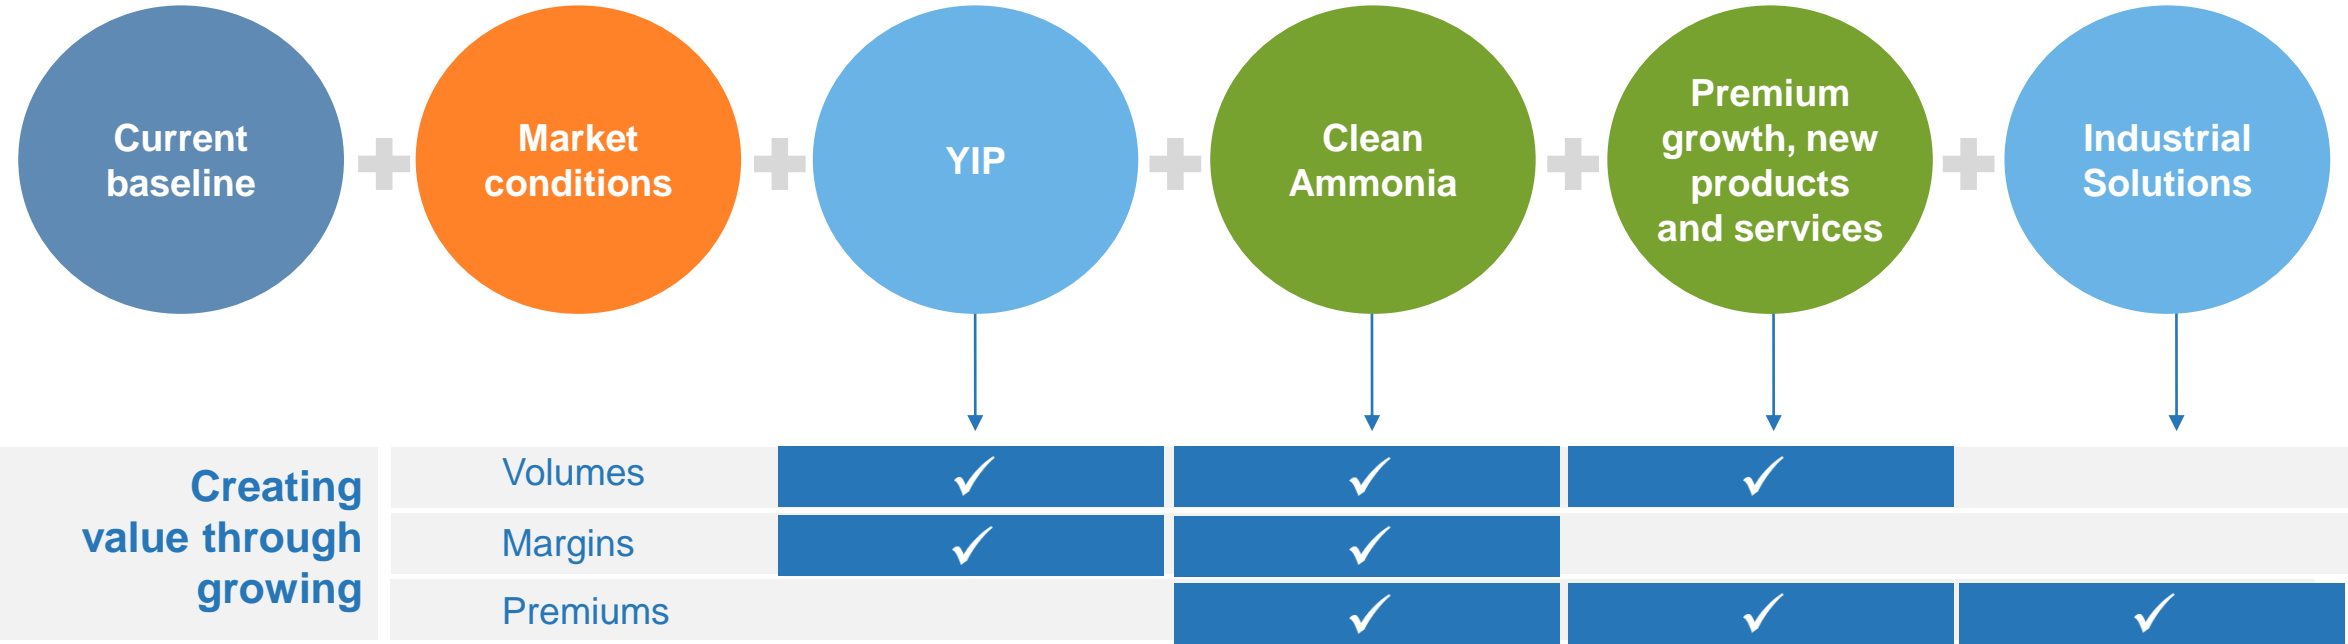 Current
baseline
Market
conditions
YIP
Clean
Ammonia
Premium
growth, new
products
and services
Industrial
Solutions
Creating
value through
growing
Volumes
Margins
Premiums